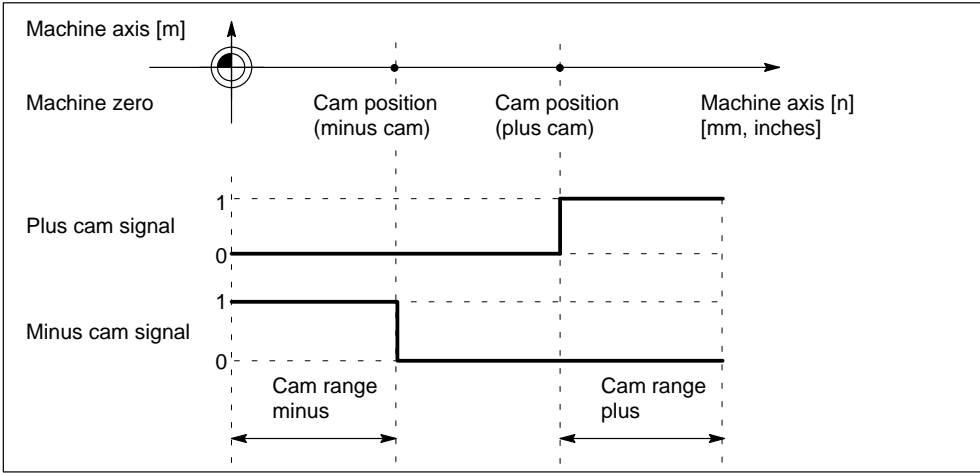 Machine axis [m]
Machine zero
Cam position
(minus cam)
Cam position
(plus cam)
Machine axis [n]
[mm, inches]
Plus cam signal
1
0
Minus cam signal
1
0
Cam range
minus
Cam range
plus